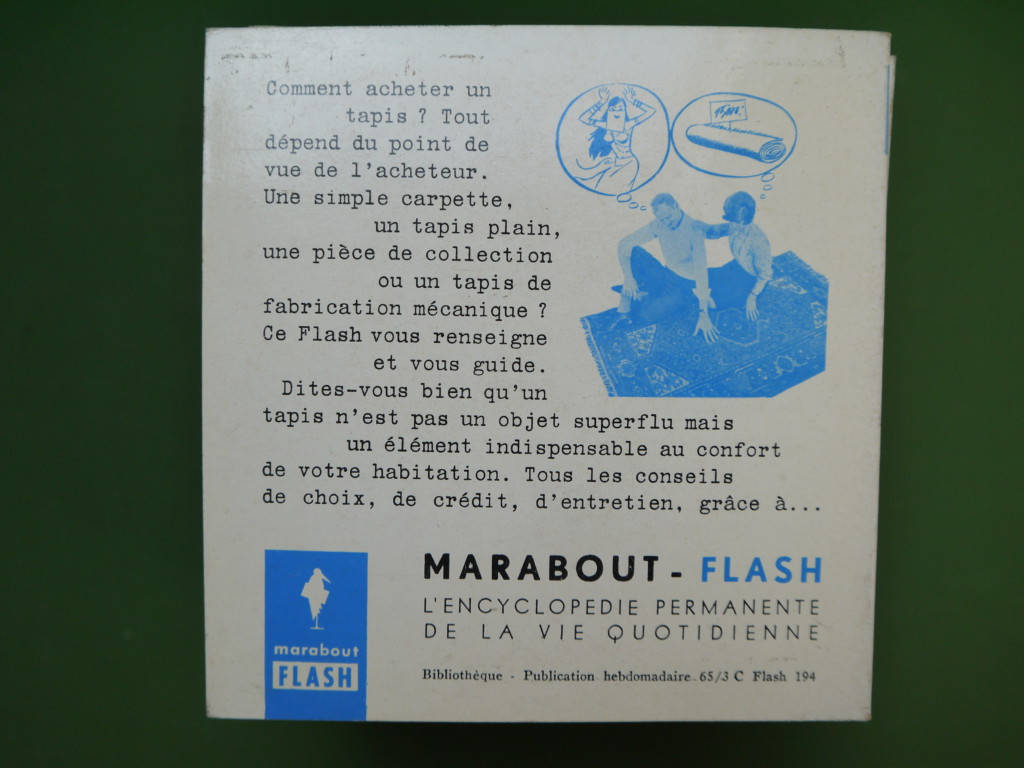 Comment acheter un
tapis ? Tout
dépend du point de
vue de l'acheteur.
Une simple carpette,
un tapis plain,
une pièce de collection
ou un tapis de
fabrication mécanique ?
Ce Flash vous renseigne
et vous guide.
Dites-vous bien qu'un
tapis n'est pas un objet superflu mais
un élément indispensable au confort
de votre habitation. Tous les conseils
de choix, de crédit, d'entretien, grâce à...
MARABOUT - FLASH
L'ENCYCLOPEDIE PERMANENTE
DE LA VIE QUOTIDIENNE
marabout
FLASH
Bibliothèque - Publication hebdomadaire 65/3 C Flash 194